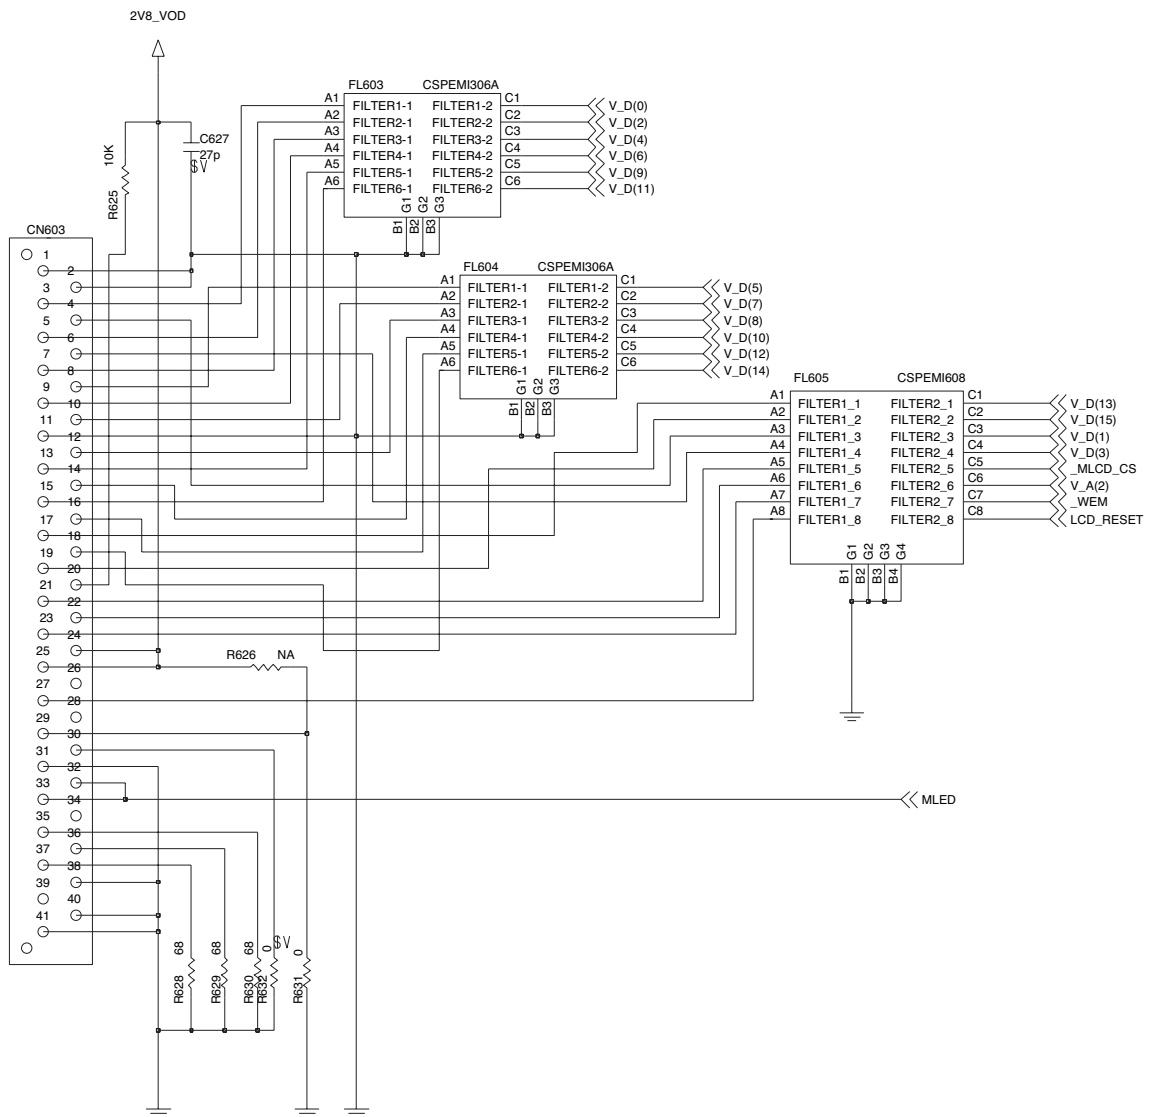 2V8_VOD
FL603 CSPEMI306A
A1 FILTER1-1 FILTER1-2 C1 V_D(0)
A2 FILTER2-1 FILTER2-2 C2 V_D(2)
A3 FILTER3-1 FILTER3-2 C3 V_D(4)
A4 FILTER4-1 FILTER4-2 C4 V_D(6)
A5 FILTER5-1 FILTER5-2 C5 V_D(9)
A6 FILTER6-1 FILTER6-2 C6 V_D(11)
G1 G2 G3
B1 B2 B3
C627
27p
$V
10K
R625
CN603
FL604 CSPEMI306A
A1 FILTER1-1 FILTER1-2 C1 V_D(5)
A2 FILTER2-1 FILTER2-2 C2 V_D(7)
A3 FILTER3-1 FILTER3-2 C3 V_D(8)
A4 FILTER4-1 FILTER4-2 C4 V_D(10)
A5 FILTER5-1 FILTER5-2 C5 V_D(12)
A6 FILTER6-1 FILTER6-2 C6 V_D(14)
G1 G2 G3
B1 B2 B3
FL605 CSPEMI608
A1 FILTER1_1 FILTER2_1 C1 V_D(13)
A2 FILTER1_2 FILTER2_2 C2 V_D(15)
A3 FILTER1_3 FILTER2_3 C3 V_D(1)
A4 FILTER1_4 FILTER2_4 C4 V_D(3)
A5 FILTER1_5 FILTER2_5 C5 _MLCD_CS
A6 FILTER1_6 FILTER2_6 C6 V_A(2)
A7 FILTER1_7 FILTER2_7 C7 _WEM
A8 FILTER1_8 FILTER2_8 C8 LCD_RESET
G1 G2 G3 G4
B1 B2 B3 B4
1
2
3
4
5
6
7
8
9
10
11
12
13
14
15
16
17
18
19
20
21
22
23
24
25
26
27
28
29
30
31
32
33
34
35
36
37
38
39
40
41
R626 NA
MLED
68 68 68 0 $V 0
R628 R629 R630 R632 R631